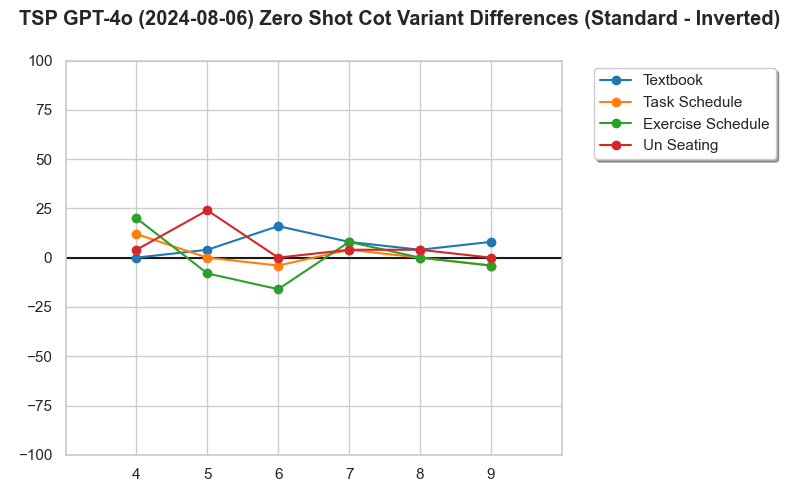 TSP GPT-4o (2024-08-06) Zero Shot Cot Variant Differences (Standard - Inverted)
100
75
50
25
0
−25
−50
−75
−100
4 5 6 7 8 9
Textbook
Task Schedule
Exercise Schedule
Un Seating